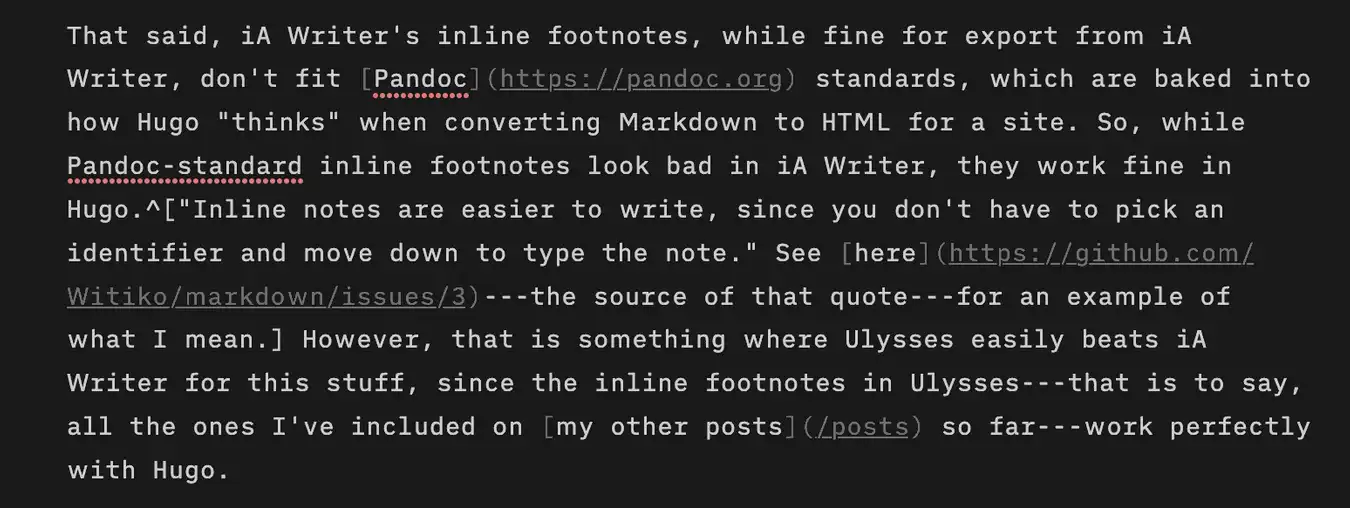 That said, iA Writer's inline footnotes, while fine for export from iA
Writer, don't fit [Pandoc](https://pandoc.org) standards, which are baked into
how Hugo "thinks" when converting Markdown to HTML for a site. So, while
Pandoc-standard inline footnotes look bad in iA Writer, they work fine in
Hugo.^["Inline notes are easier to write, since you don't have to pick an
identifier and move down to type the note." See [here](https://github.com/
Witiko/markdown/issues/3)---the source of that quote---for an example of
what I mean.] However, that is something where Ulysses easily beats iA
Writer for this stuff, since the inline footnotes in Ulysses---that is to say,
all the ones I've included on [my other posts](/posts) so far---work perfectly
with Hugo.